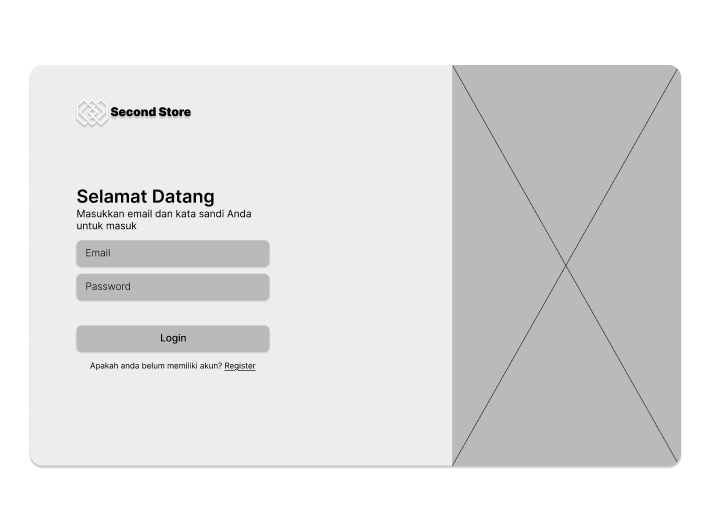 Second Store
Selamat Datang
Masukkan email dan kata sandi Anda
untuk masuk
Email
Password
Login
Apakah anda belum memiliki akun? Register